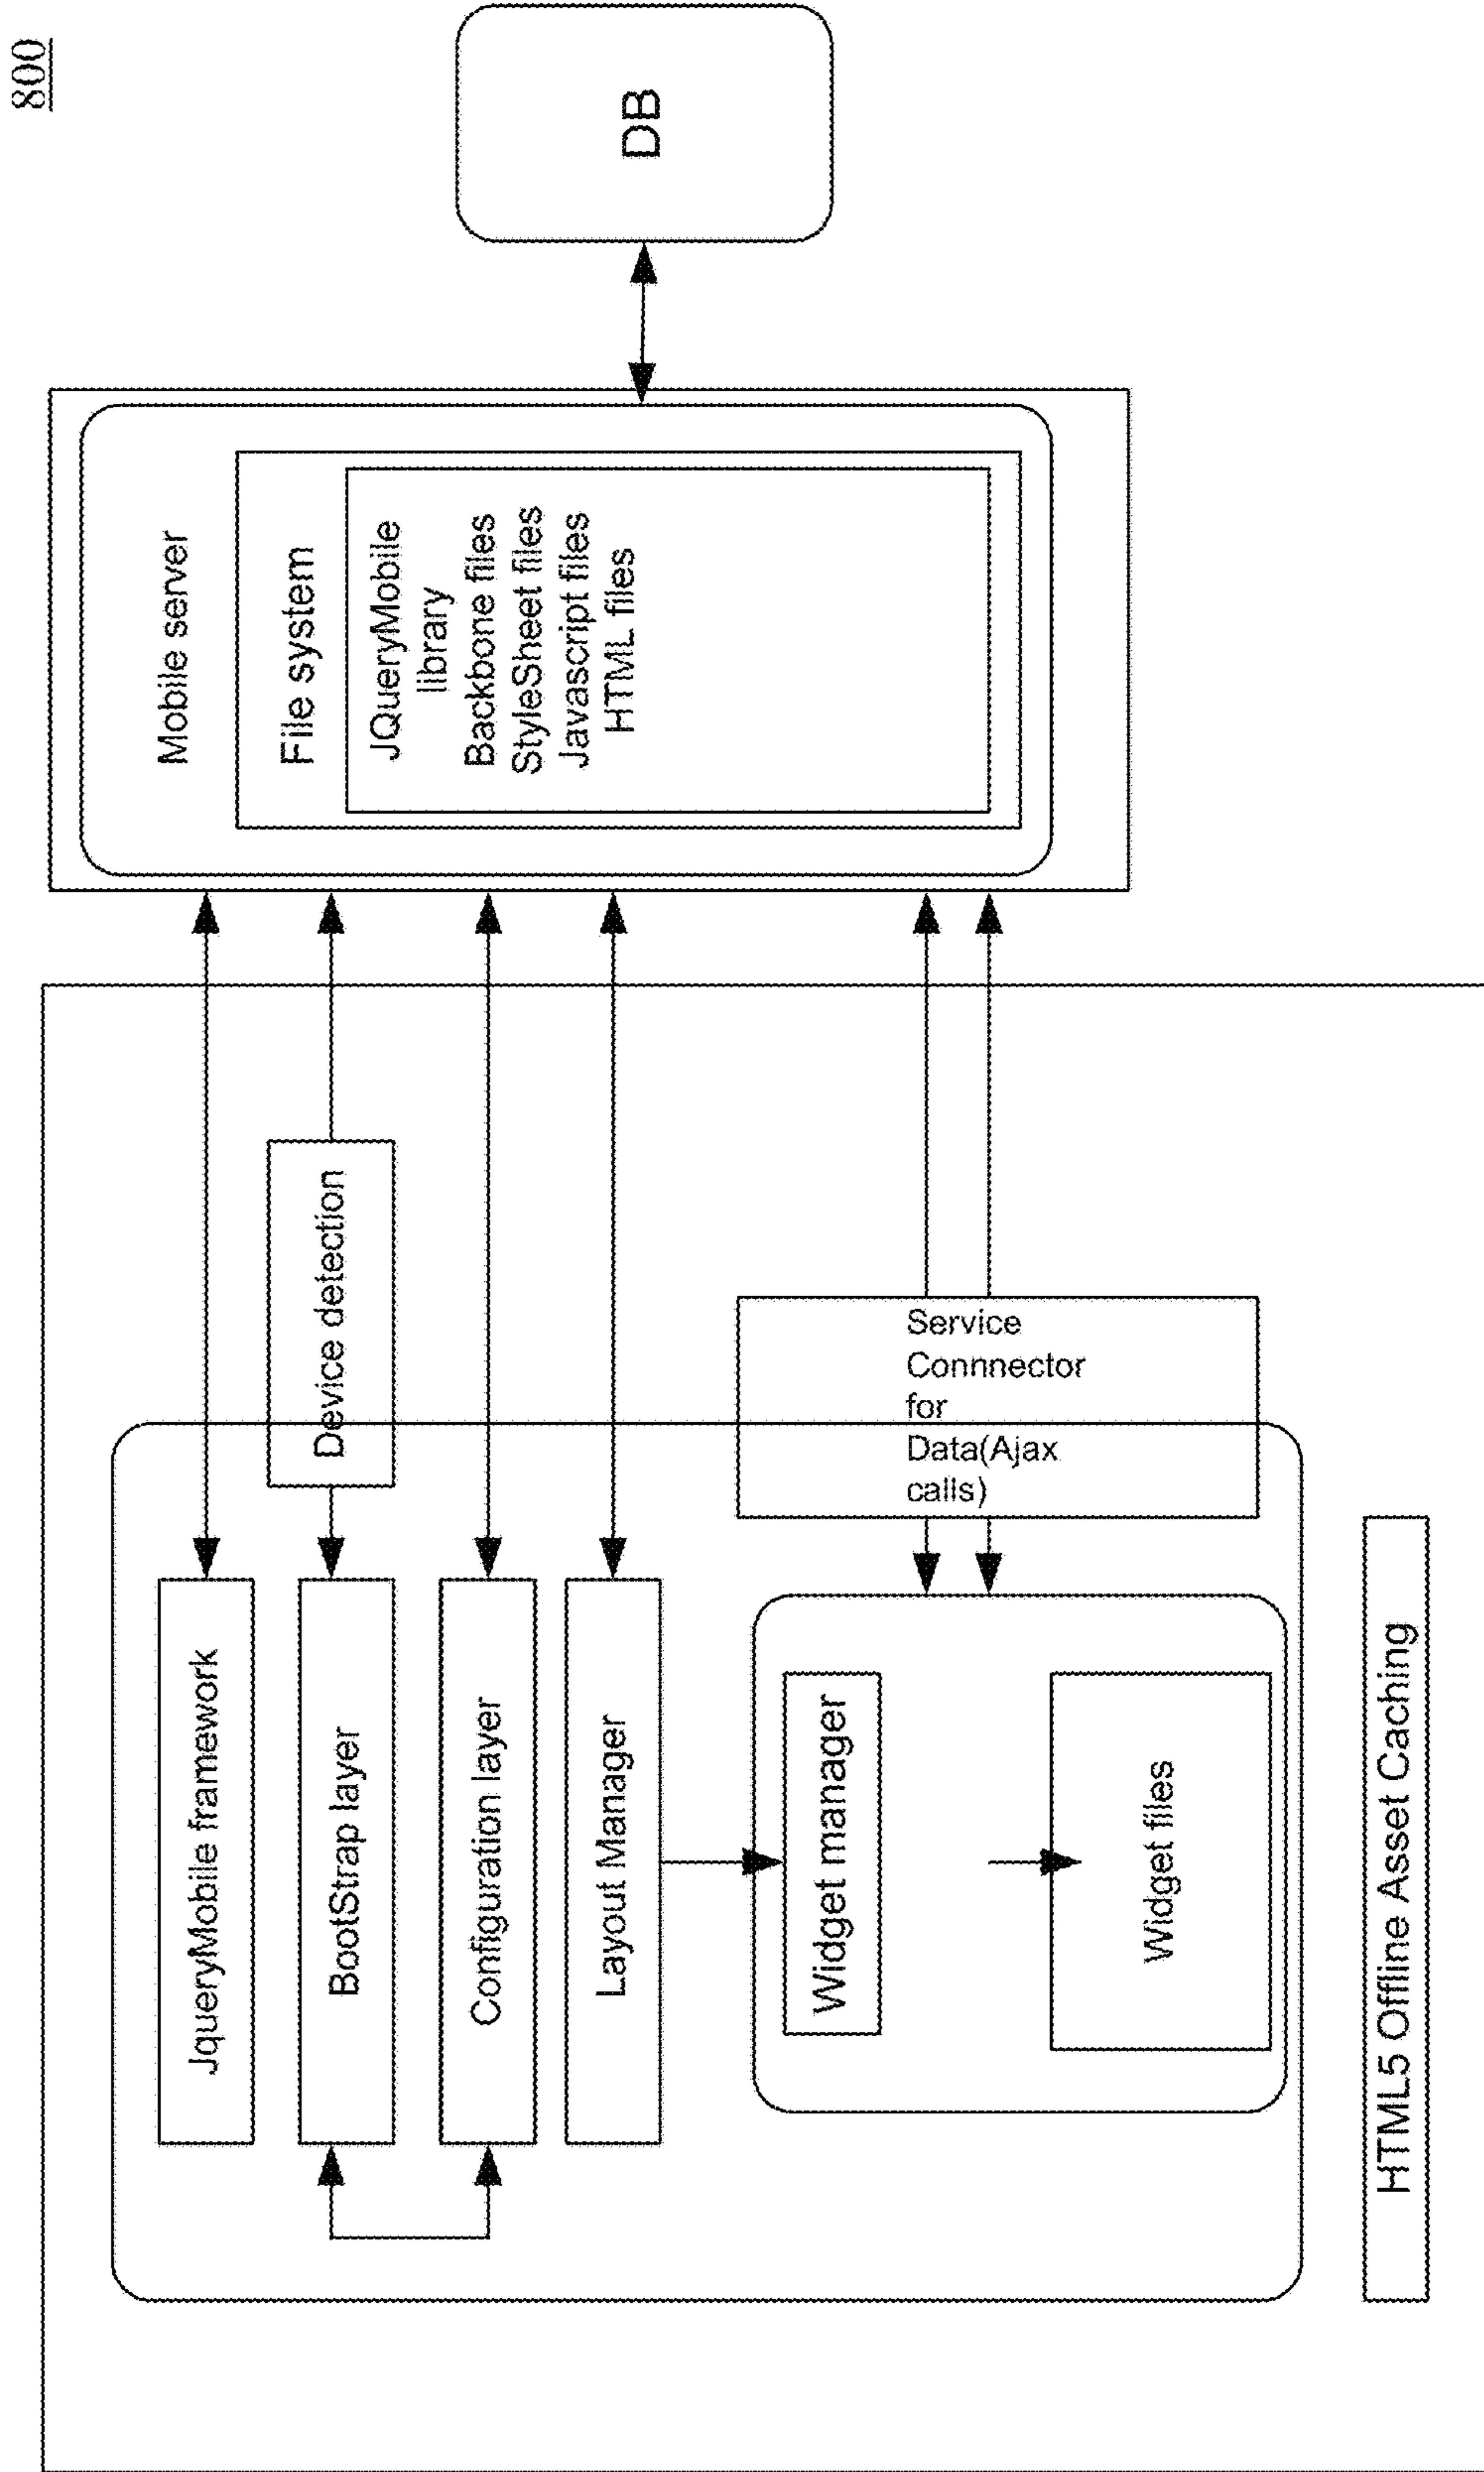 800
JqueryMobile framework
BootStrap layer
Configuration layer
Layout Manager
Widget manager
Widget files
HTML5 Offline Asset Caching
Device detection
Service
Connnector
for
Data(Ajax
calls)
Mobile server
File system
JQueryMobile
library
Backbone files
StyleSheet files
Javascript files
HTML files
DB